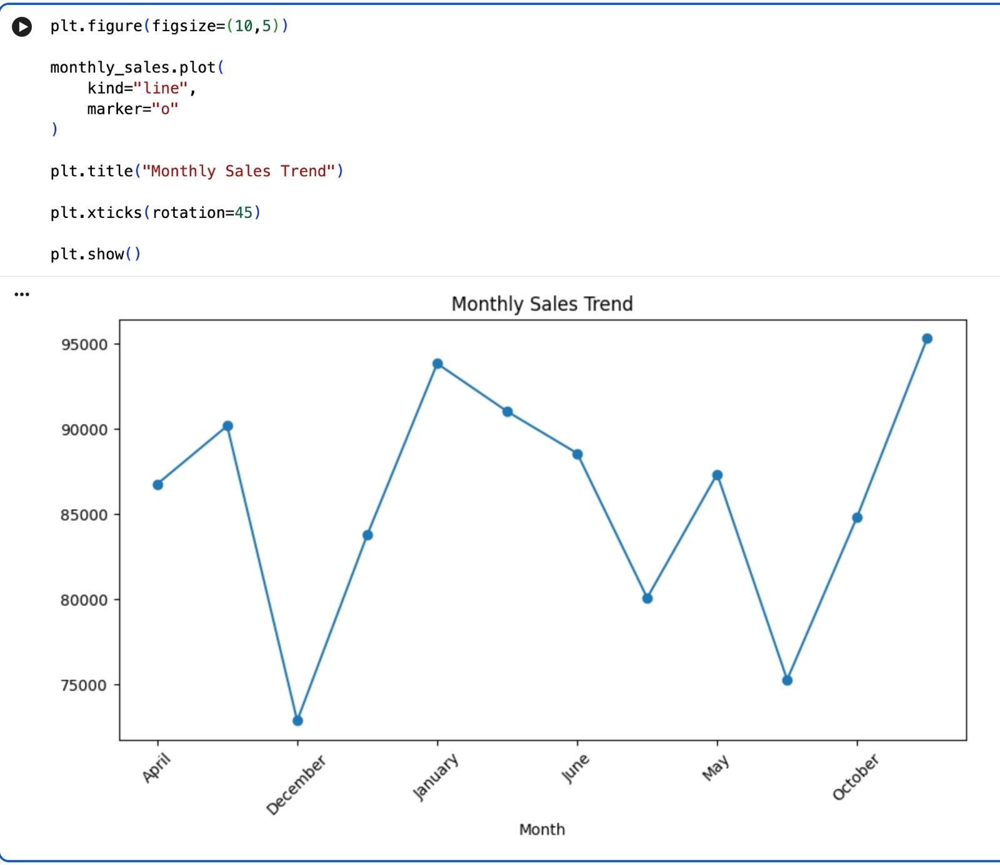 plt.figure(figsize=(10,5))
monthly_sales.plot(
    kind="line",
    marker="o"
)
plt.title("Monthly Sales Trend")
plt.xticks(rotation=45)
plt.show()
Monthly Sales Trend
95000
90000
85000
80000
75000
April
December
January
June
May
October
Month